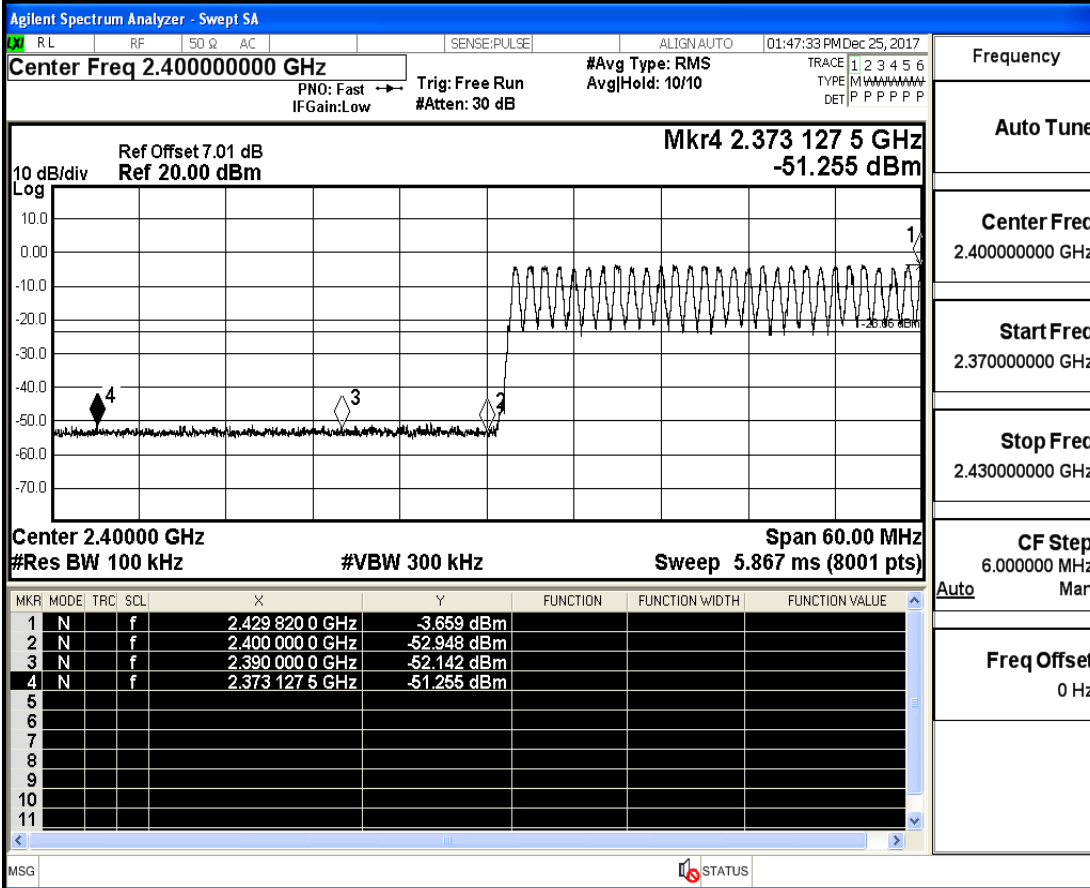 Agilent Spectrum Analyzer - Swept SA
LXI RL RF 50 Ω AC SENSE:PULSE ALIGN AUTO 01:47:33 PM Dec 25, 2017
Center Freq 2.400000000 GHz
PNO: Fast
IFGain:Low
Trig: Free Run
#Atten: 30 dB
#Avg Type: RMS
Avg|Hold: 10/10
TRACE 1 2 3 4 5 6
TYPE M WWWWW
DET P P P P P P
Frequency
Auto Tune
Center Freq
2.400000000 GHz
Start Freq
2.370000000 GHz
Stop Freq
2.430000000 GHz
CF Step
6.000000 MHz
Auto Man
Freq Offset
0 Hz
Mkr4 2.373 127 5 GHz
-51.255 dBm
Ref Offset 7.01 dB
10 dB/div Ref 20.00 dBm
Log
10.0
0.00
-10.0
-20.0
-30.0
-40.0
-50.0
-60.0
-70.0
1
2
3
4
Center 2.40000 GHz Span 60.00 MHz
#Res BW 100 kHz #VBW 300 kHz Sweep 5.867 ms (8001 pts)
MKR MODE TRC SCL X Y FUNCTION FUNCTION WIDTH FUNCTION VALUE
1 N f 2.429 820 0 GHz -3.659 dBm
2 N f 2.400 000 0 GHz -52.948 dBm
3 N f 2.390 000 0 GHz -52.142 dBm
4 N f 2.373 127 5 GHz -51.255 dBm
5
6
7
8
9
10
11
MSG STATUS